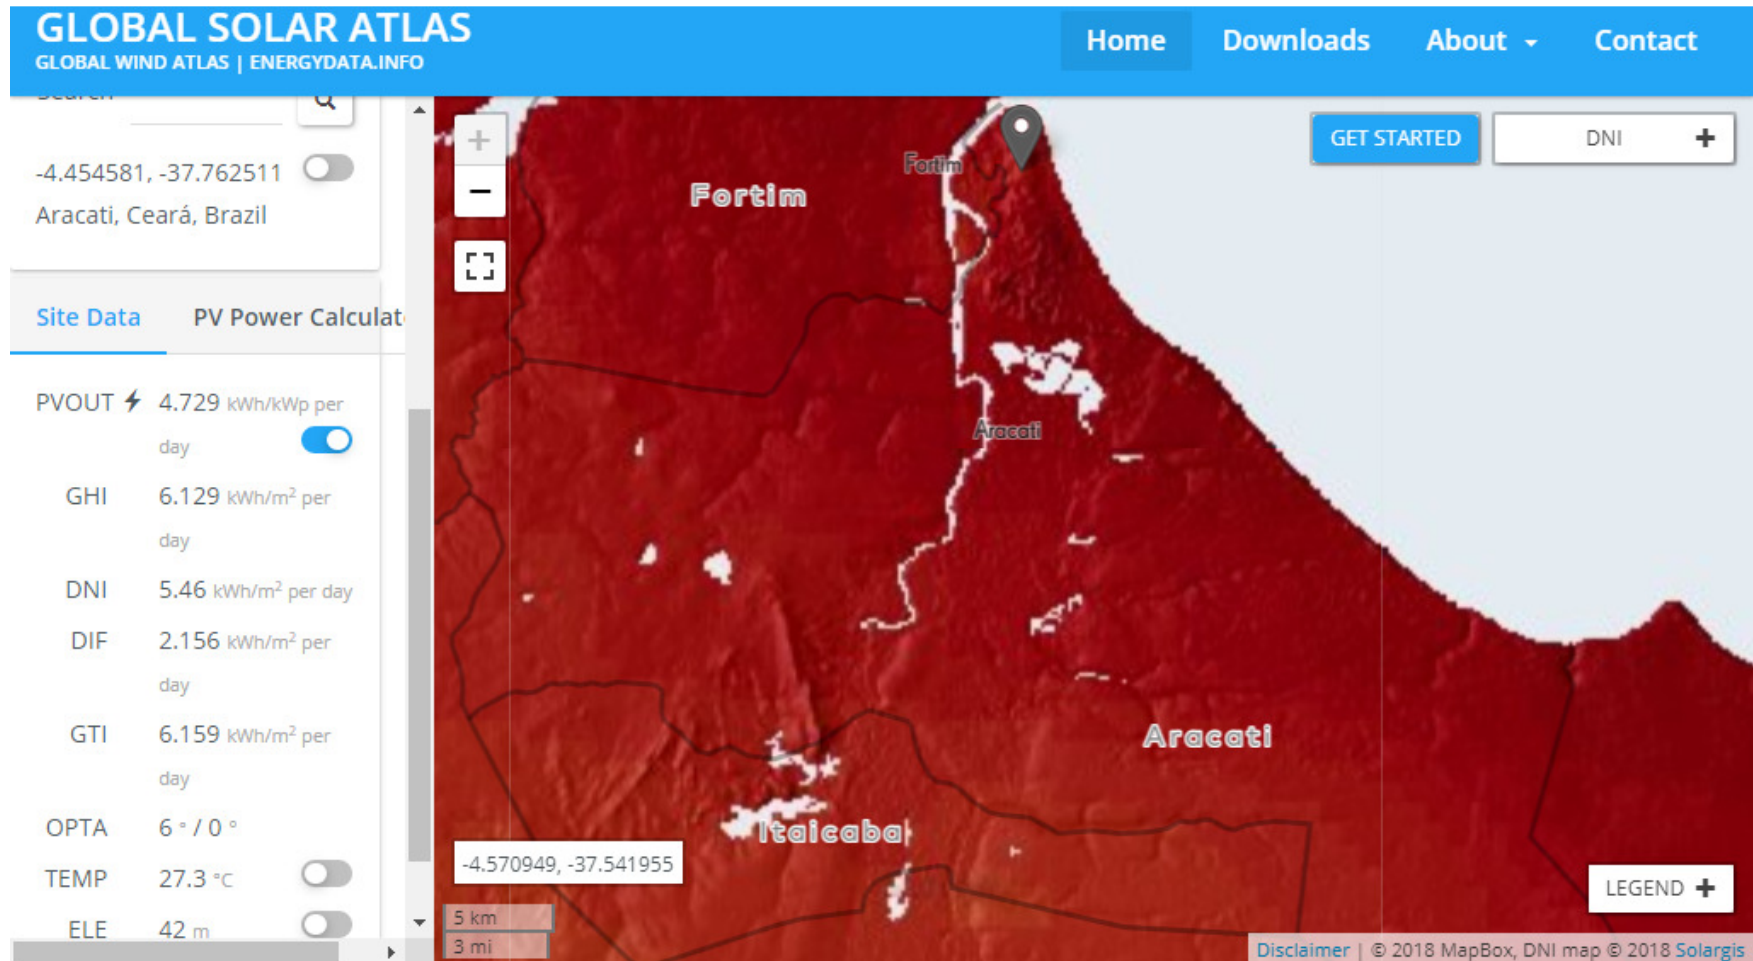 GLOBAL SOLAR ATLAS
GLOBAL WIND ATLAS | ENERGYDATA.INFO
Home
Downloads
About
Contact
Search
-4.454581, -37.762511
Aracati, Ceará, Brazil
Site Data
PV Power Calculat
PVOUT 4.729 kWh/kWp per
day
GHI 6.129 kWh/m² per
day
DNI 5.46 kWh/m² per day
DIF 2.156 kWh/m² per
day
GTI 6.159 kWh/m² per
day
OPTA 6 ° / 0 °
TEMP 27.3 °C
ELE 42 m
+
−
GET STARTED
DNI +
Fortim
Fortim
Aracati
Aracati
Itaicaba
-4.570949, -37.541955
5 km
3 mi
LEGEND +
Disclaimer | © 2018 MapBox, DNI map © 2018 Solargis